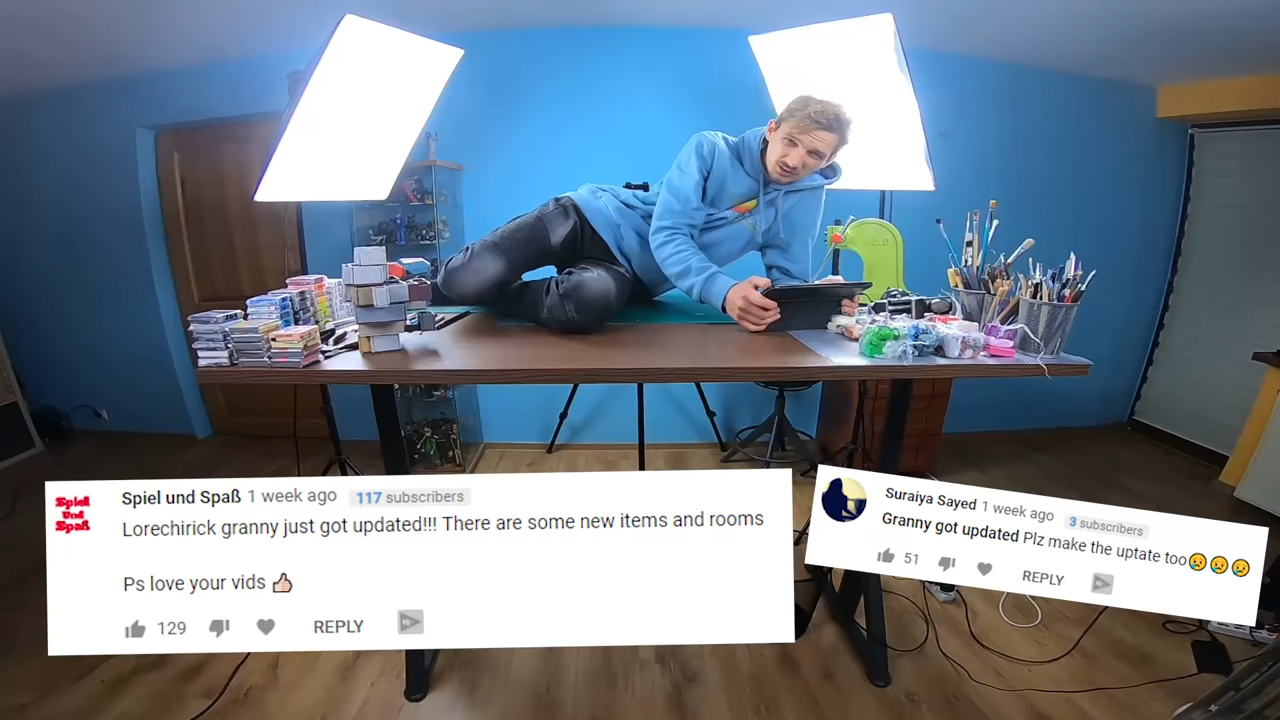 Spiel und Spaß 1 week ago 117 subscribers
Spiel
Und
Spaß
Lorechirick granny just got updated!!! There are some new items and rooms
Ps love your vids 👍🏻
129 REPLY
Suraiya Sayed 1 week ago 3 subscribers
Granny got updated Plz make the uptate too😥😥😥
51 REPLY